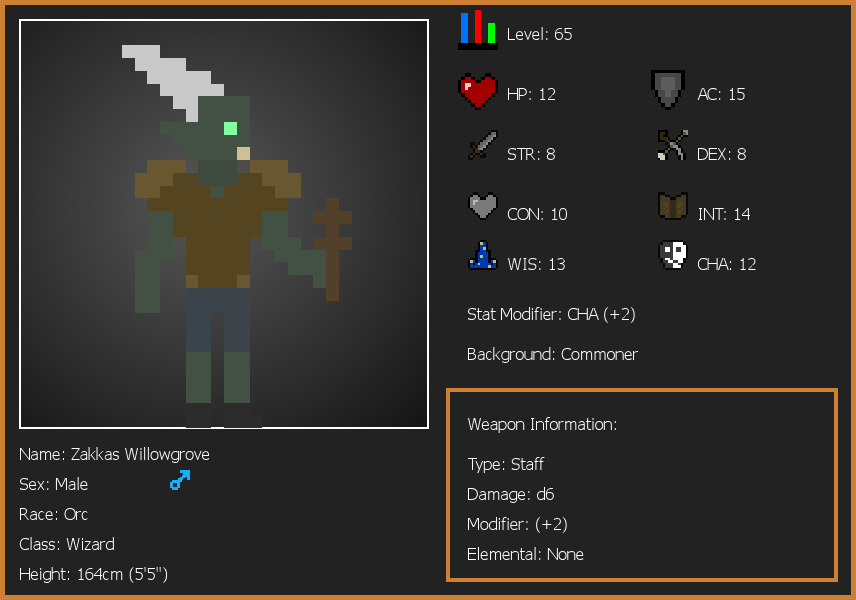 Level: 65
HP: 12
AC: 15
STR: 8
DEX: 8
CON: 10
INT: 14
WIS: 13
CHA: 12
Stat Modifier: CHA (+2)
Background: Commoner
Weapon Information:
Type: Staff
Damage: d6
Modifier: (+2)
Elemental: None
Name: Zakkas Willowgrove
Sex: Male
Race: Orc
Class: Wizard
Height: 164cm (5'5")